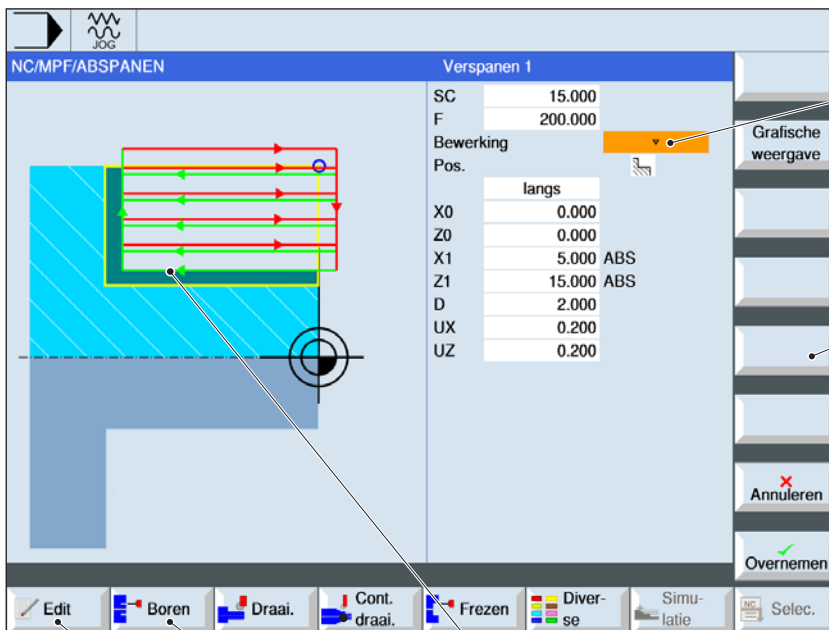 JOG
NC/MPF/ABSPANEN
Verspanen 1
SC 15.000
F 200.000
Bewerking
Pos.
langs
X0 0.000
Z0 0.000
X1 5.000 ABS
Z1 15.000 ABS
D 2.000
UX 0.200
UZ 0.200
Grafische
weergave
Annuleren
Overnemen
Edit
Boren
Draai.
Cont.
draai.
Frezen
Diver-
se
Simu-
latie
NC
Selec.